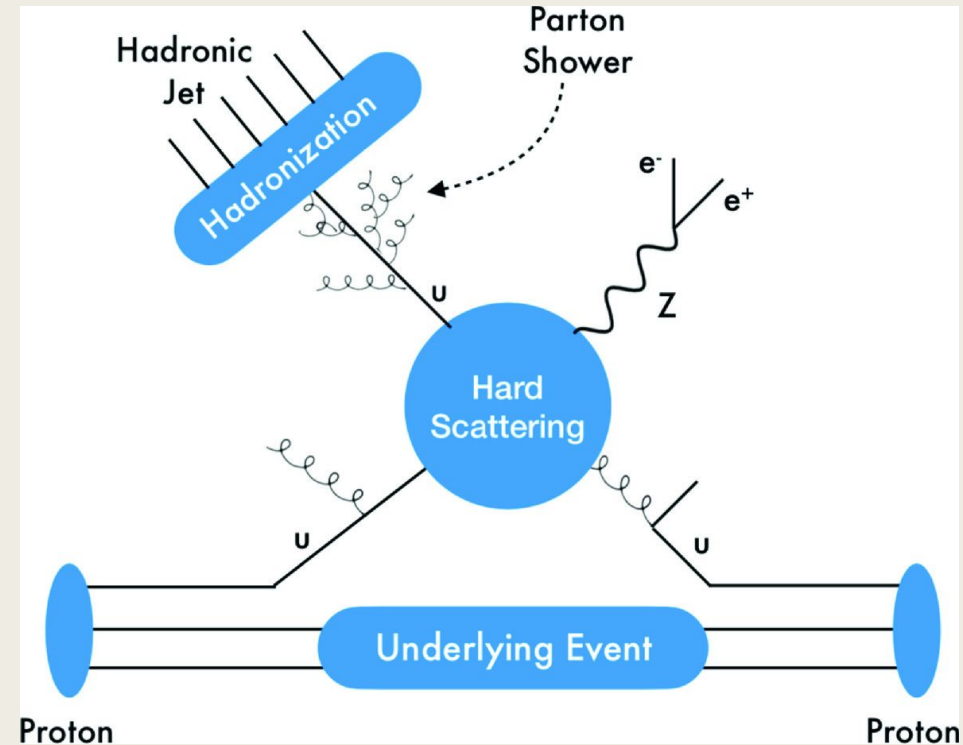 Parton
Shower
Hadronic
Jet
Hadronization
e-
e+
u
Z
Hard
Scattering
u
u
Underlying Event
Proton
Proton